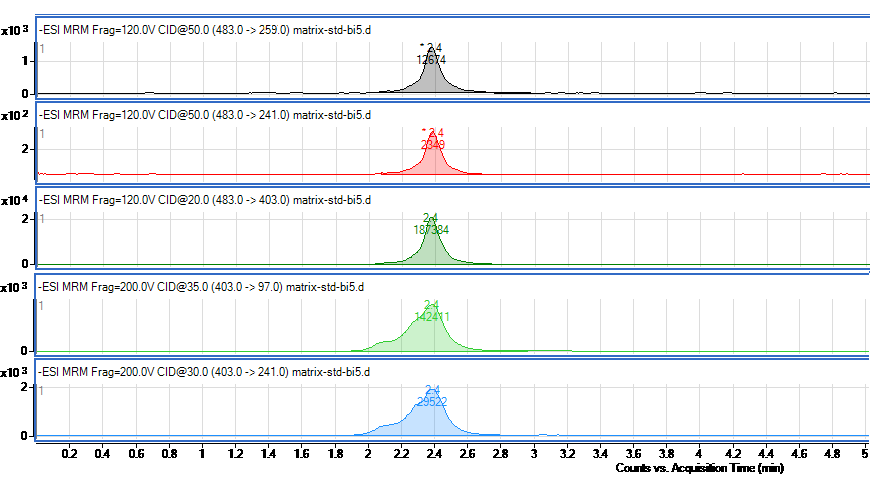 -ESI MRM Frag=120.0V CID@50.0 (483.0 -> 259.0) matrix-std-bi5.d
x10 3
1
* 2.4
12674
1
0
-ESI MRM Frag=120.0V CID@50.0 (483.0 -> 241.0) matrix-std-bi5.d
x10 2
1
* 2.4
2349
2
-ESI MRM Frag=120.0V CID@20.0 (483.0 -> 403.0) matrix-std-bi5.d
x10 4
1
2.4
187384
2
0
-ESI MRM Frag=200.0V CID@35.0 (403.0 -> 97.0) matrix-std-bi5.d
x10 3
1
2.4
142411
0
-ESI MRM Frag=200.0V CID@30.0 (403.0 -> 241.0) matrix-std-bi5.d
x10 3
2
1
2.4
29522
0
0.2 0.4 0.6 0.8 1 1.2 1.4 1.6 1.8 2 2.2 2.4 2.6 2.8 3 3.2 3.4 3.6 3.8 4 4.2 4.4 4.6 4.8 5
Counts vs. Acquisition Time (min)